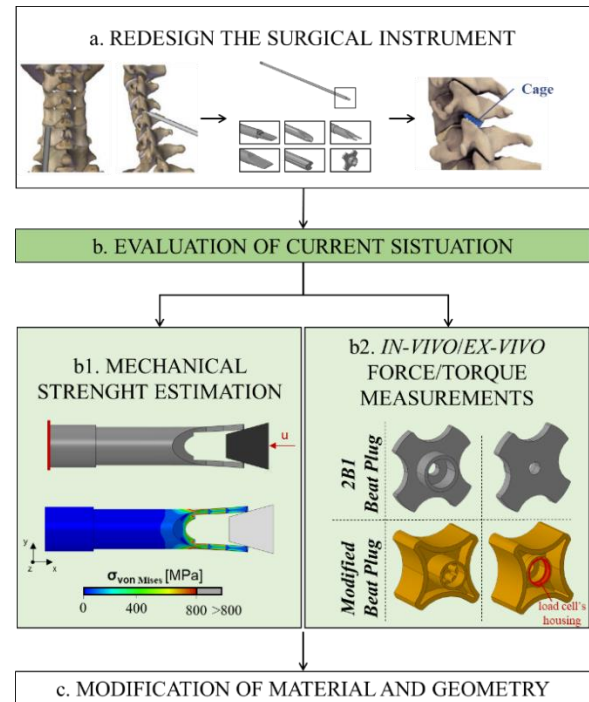 a. REDESIGN THE SURGICAL INSTRUMENT
Cage
b. EVALUATION OF CURRENT SISTUATION
b1. MECHANICAL
STRENGHT ESTIMATION
u
y
z
x
σvon Mises [MPa]
0 400 800 >800
b2. IN-VIVO/EX-VIVO
FORCE/TORQUE
MEASUREMENTS
2B1
Beat Plug
Modified
Beat Plug
load cell's
housing
c. MODIFICATION OF MATERIAL AND GEOMETRY